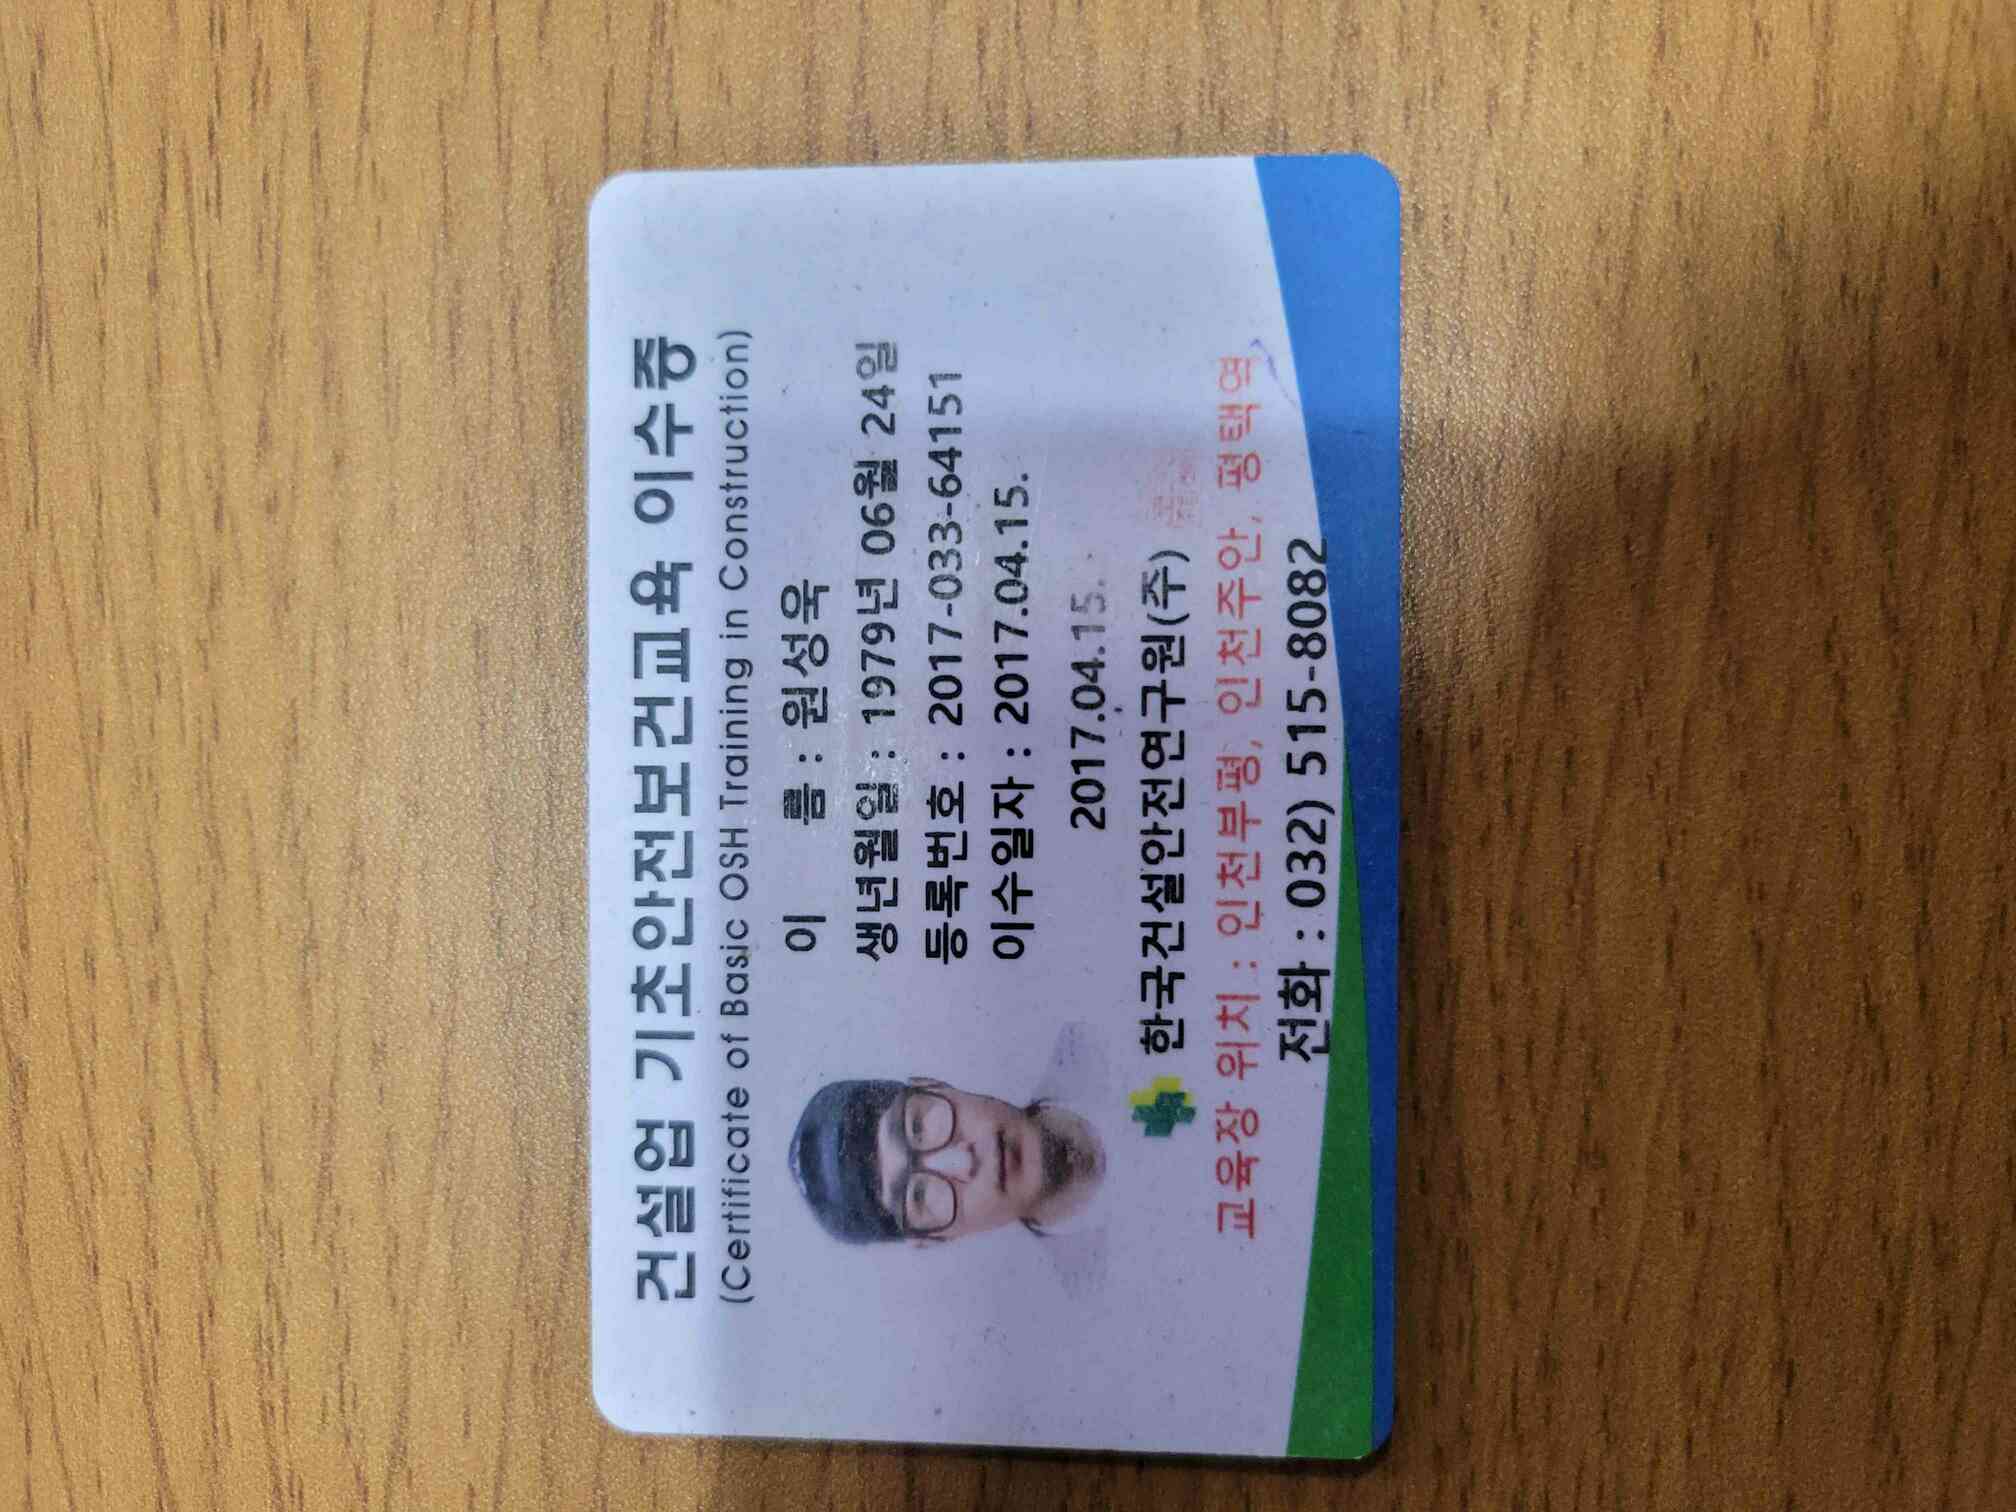 건설업 기초안전보건교육 이수증
(Certificate of Basic OSH Training in Construction)
이 름 : 원성욱
생년월일 : 1979년 06월 24일
등록번호 : 2017-033-64151
이수일자 : 2017.04.15.
2017.04.15.
한국건설안전연구원(주)
교육장 위치 : 인천부평, 인천주안, 평택역
전화 : 032) 515-8082